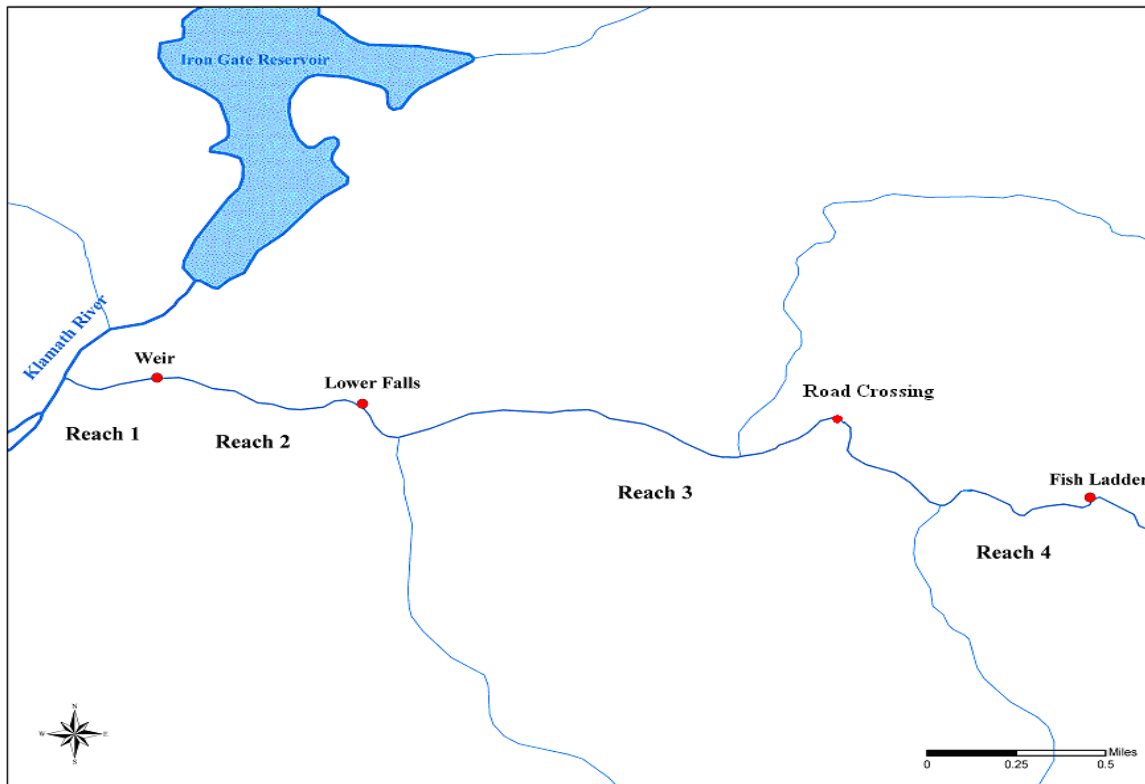 Iron Gate Reservoir
Klamath River
Weir
Lower Falls
Road Crossing
Reach 1
Reach 2
Reach 3
Fish Ladder
Reach 4
N
W E
S
0 0.25 0.5
Miles